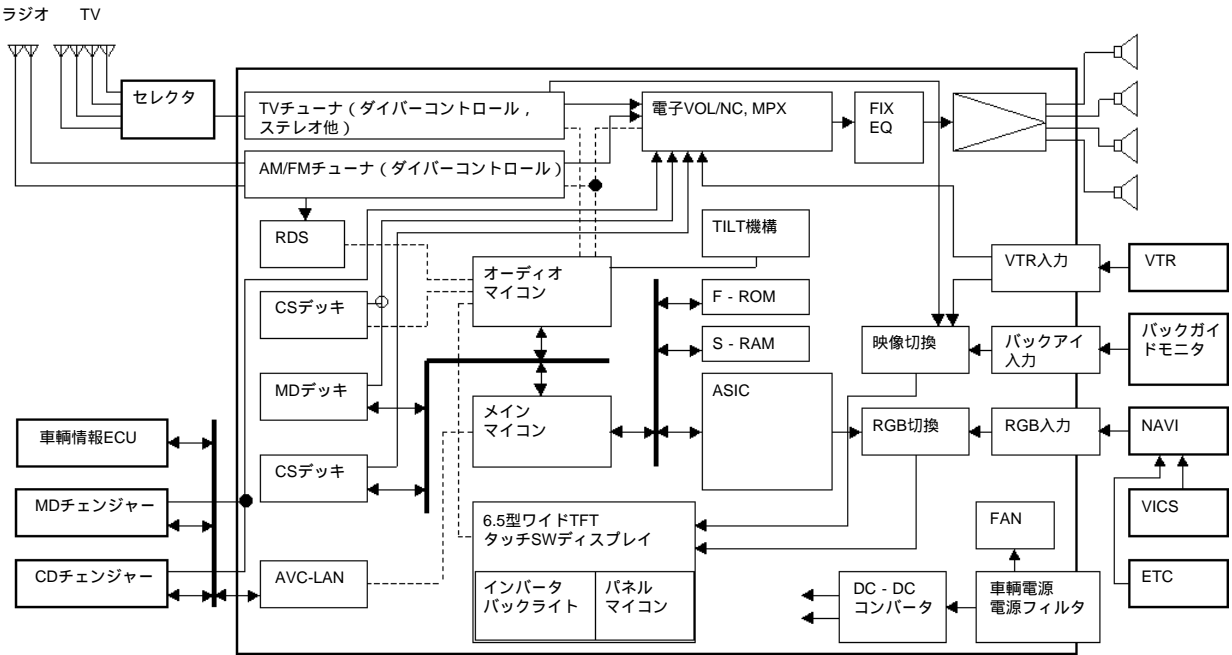 ラジオ TV
セレクタ
TVチューナ（ダイバーコントロール，
ステレオ他）
電子VOL/NC, MPX
FIX
EQ
AM/FMチューナ（ダイバーコントロール）
RDS
TILT機構
オーディオ
マイコン
VTR入力
VTR
CSデッキ
F - ROM
S - RAM
映像切換
バックアイ
入力
バックガイ
ドモニタ
MDデッキ
メイン
マイコン
ASIC
RGB切換
RGB入力
NAVI
車輌情報ECU
CSデッキ
MDチェンジャー
6.5型ワイドTFT
タッチSWディスプレイ
FAN
VICS
CDチェンジャー
AVC-LAN
インバータ
バックライト
パネル
マイコン
DC - DC
コンバータ
車輌電源
電源フィルタ
ETC